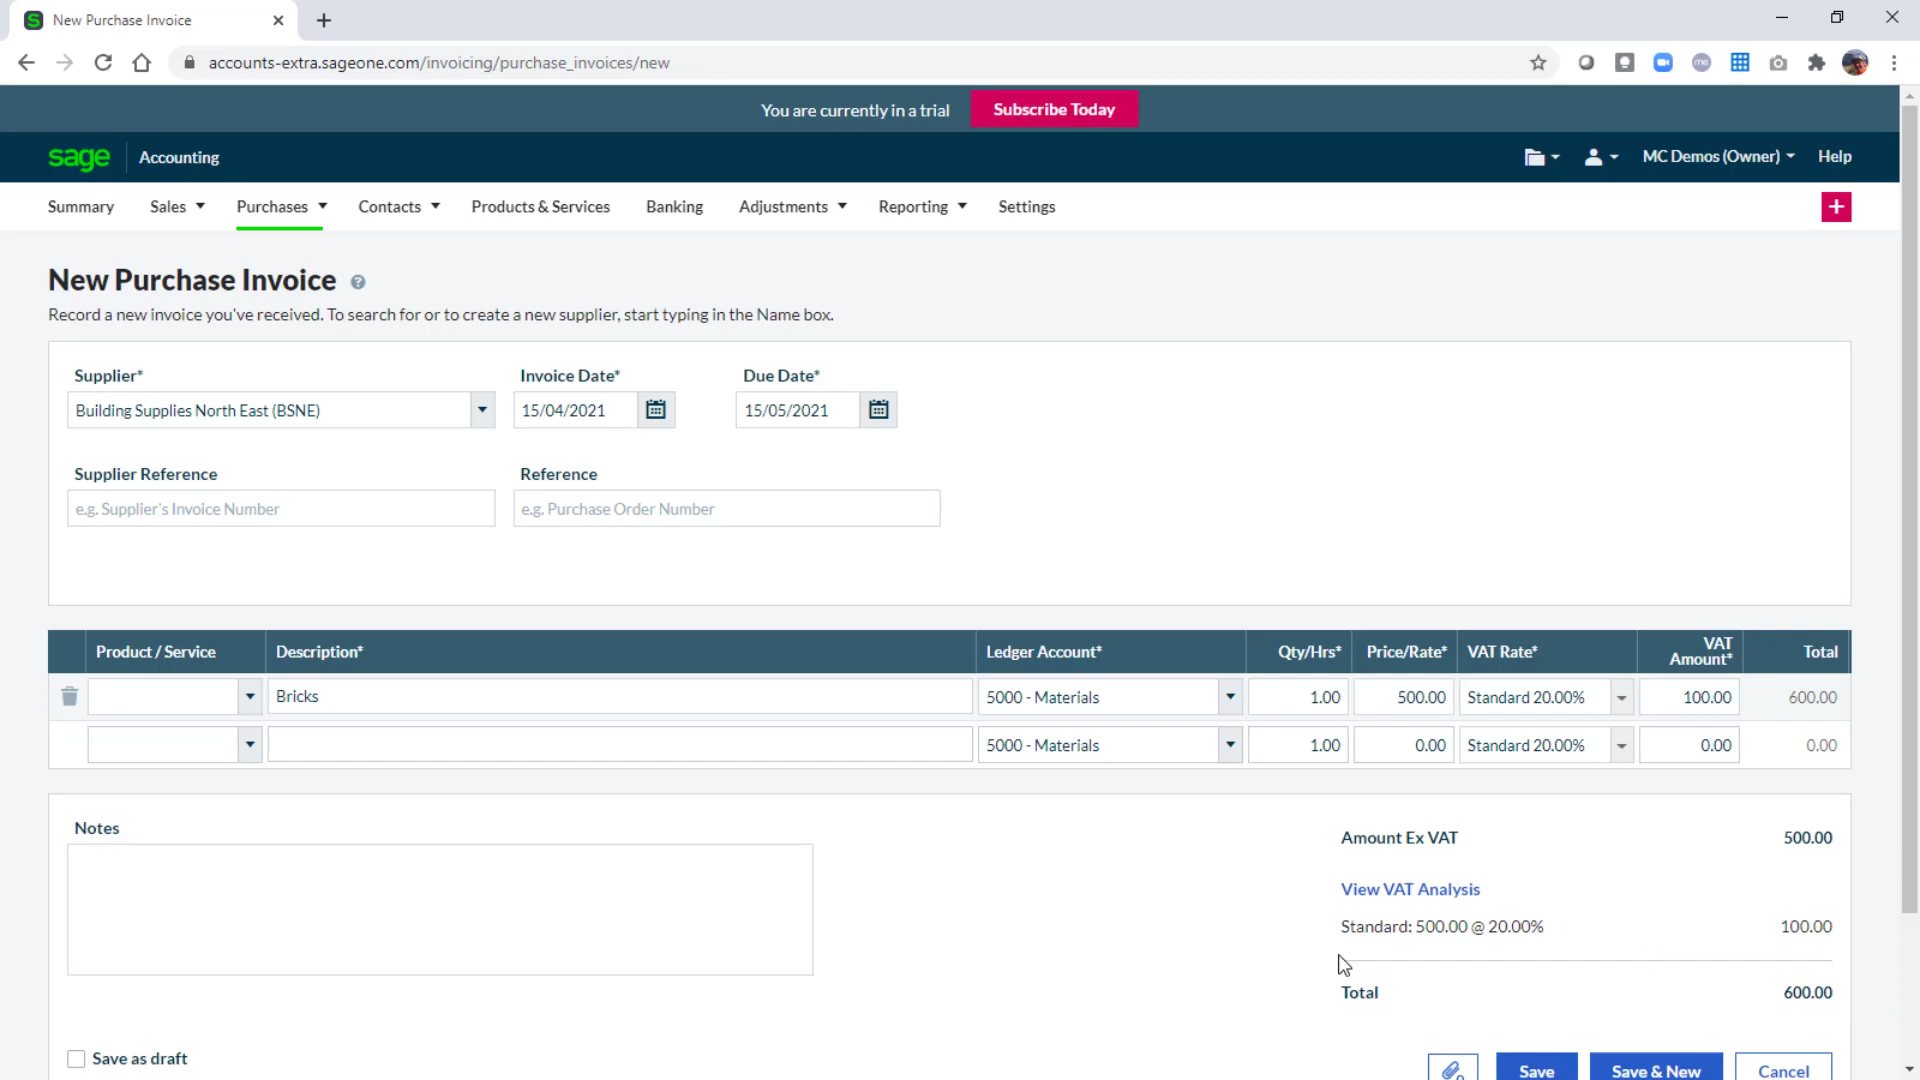 New Purchase Invoice
accounts-extra.sageone.com/invoicing/purchase_invoices/new
You are currently in a trial Subscribe Today
sage Accounting MC Demos (Owner) Help
Summary Sales Purchases Contacts Products & Services Banking Adjustments Reporting Settings
New Purchase Invoice
Record a new invoice you've received. To search for or to create a new supplier, start typing in the Name box.
Supplier* Invoice Date* Due Date*
Building Supplies North East (BSNE) 15/04/2021 15/05/2021
Supplier Reference Reference
e.g. Supplier's Invoice Number e.g. Purchase Order Number
Product / Service Description* Ledger Account* Qty/Hrs* Price/Rate* VAT Rate* VAT Amount* Total
Bricks 5000 - Materials 1.00 500.00 Standard 20.00% 100.00 600.00
5000 - Materials 1.00 0.00 Standard 20.00% 0.00 0.00
Notes
Amount Ex VAT 500.00
View VAT Analysis
Standard: 500.00 @ 20.00% 100.00
Total 600.00
Save as draft
Save Save & New Cancel